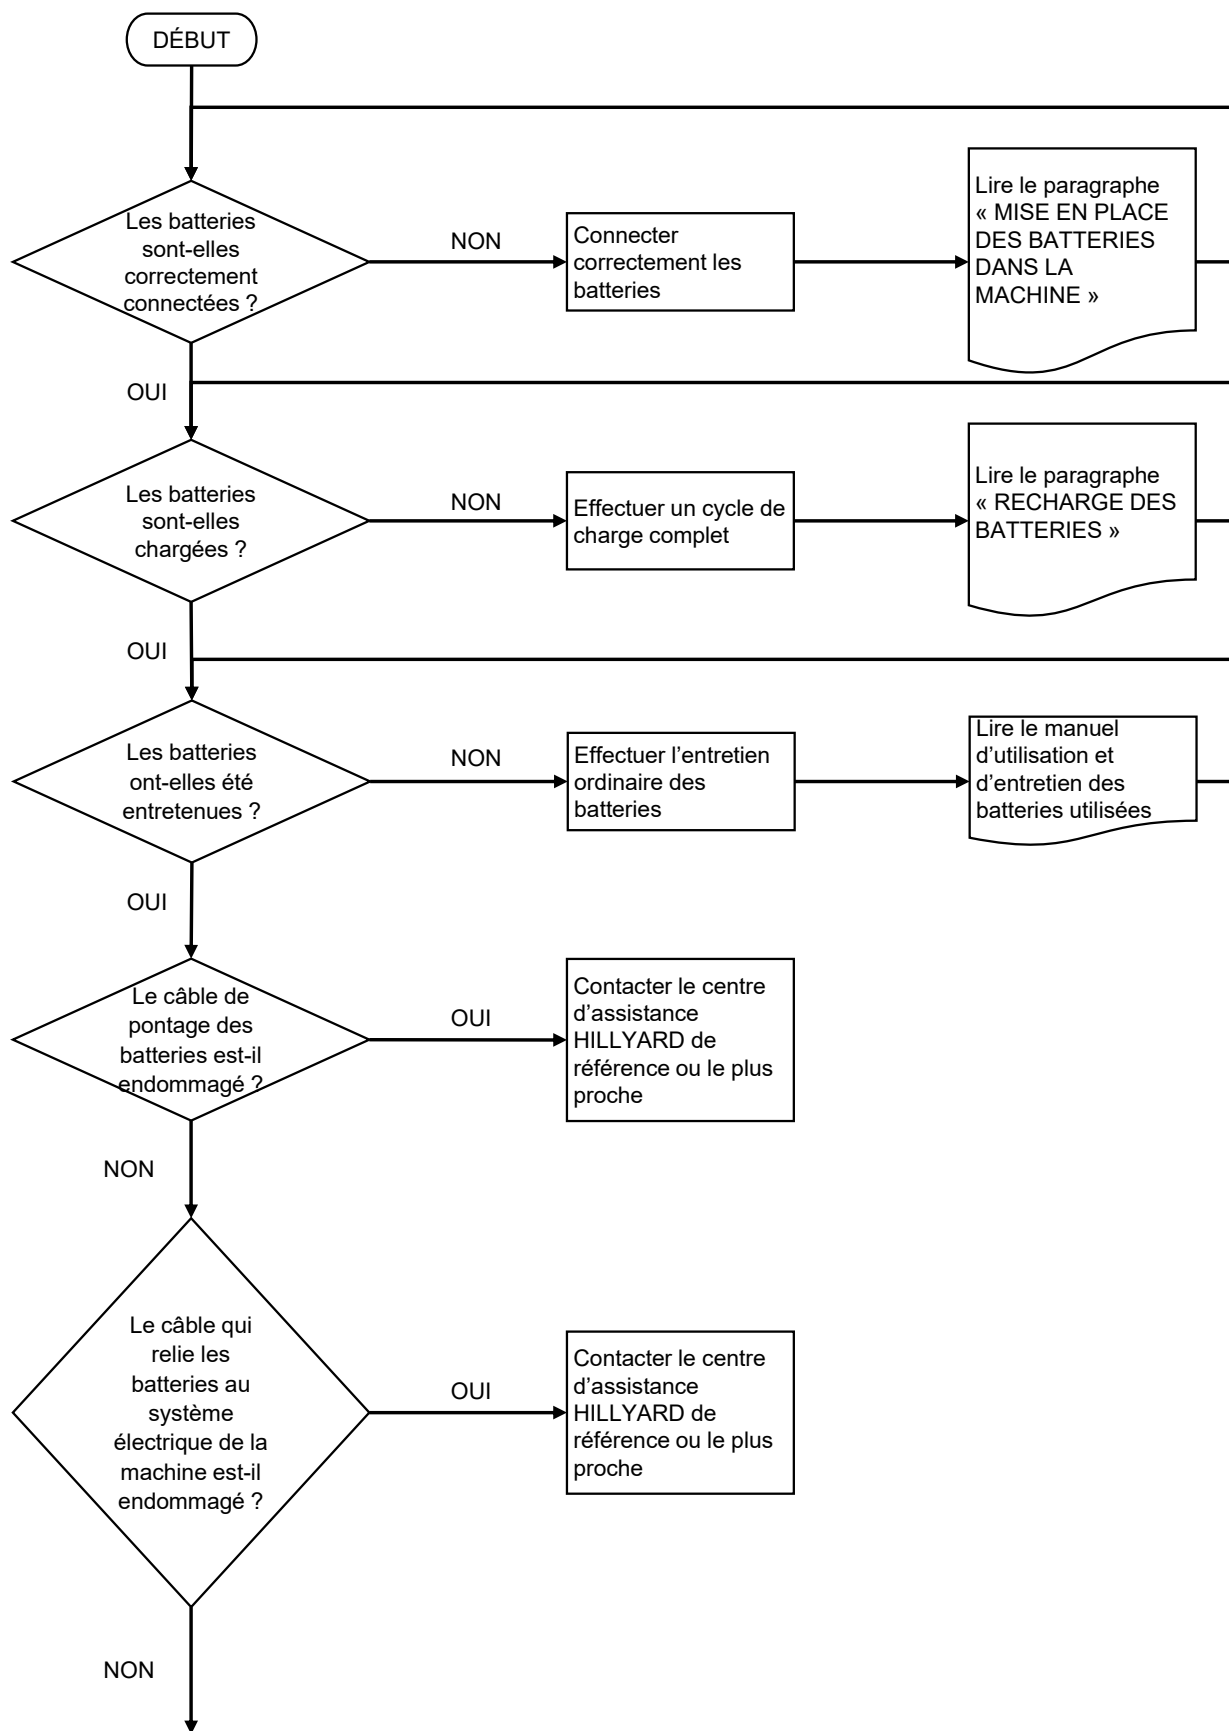 DÉBUT
Les batteries
sont-elles
correctement
connectées ?
NON
Connecter
correctement les
batteries
Lire le paragraphe
« MISE EN PLACE
DES BATTERIES
DANS LA
MACHINE »
OUI
Les batteries
sont-elles
chargées ?
NON
Effectuer un cycle de
charge complet
Lire le paragraphe
« RECHARGE DES
BATTERIES »
OUI
Les batteries
ont-elles été
entretenues ?
NON
Effectuer l’entretien
ordinaire des
batteries
Lire le manuel
d’utilisation et
d’entretien des
batteries utilisées
OUI
Le câble de
pontage des
batteries est-il
endommagé ?
OUI
Contacter le centre
d’assistance
HILLYARD de
référence ou le plus
proche
NON
Le câble qui
relie les
batteries au
système
électrique de la
machine est-il
endommagé ?
OUI
Contacter le centre
d’assistance
HILLYARD de
référence ou le plus
proche
NON